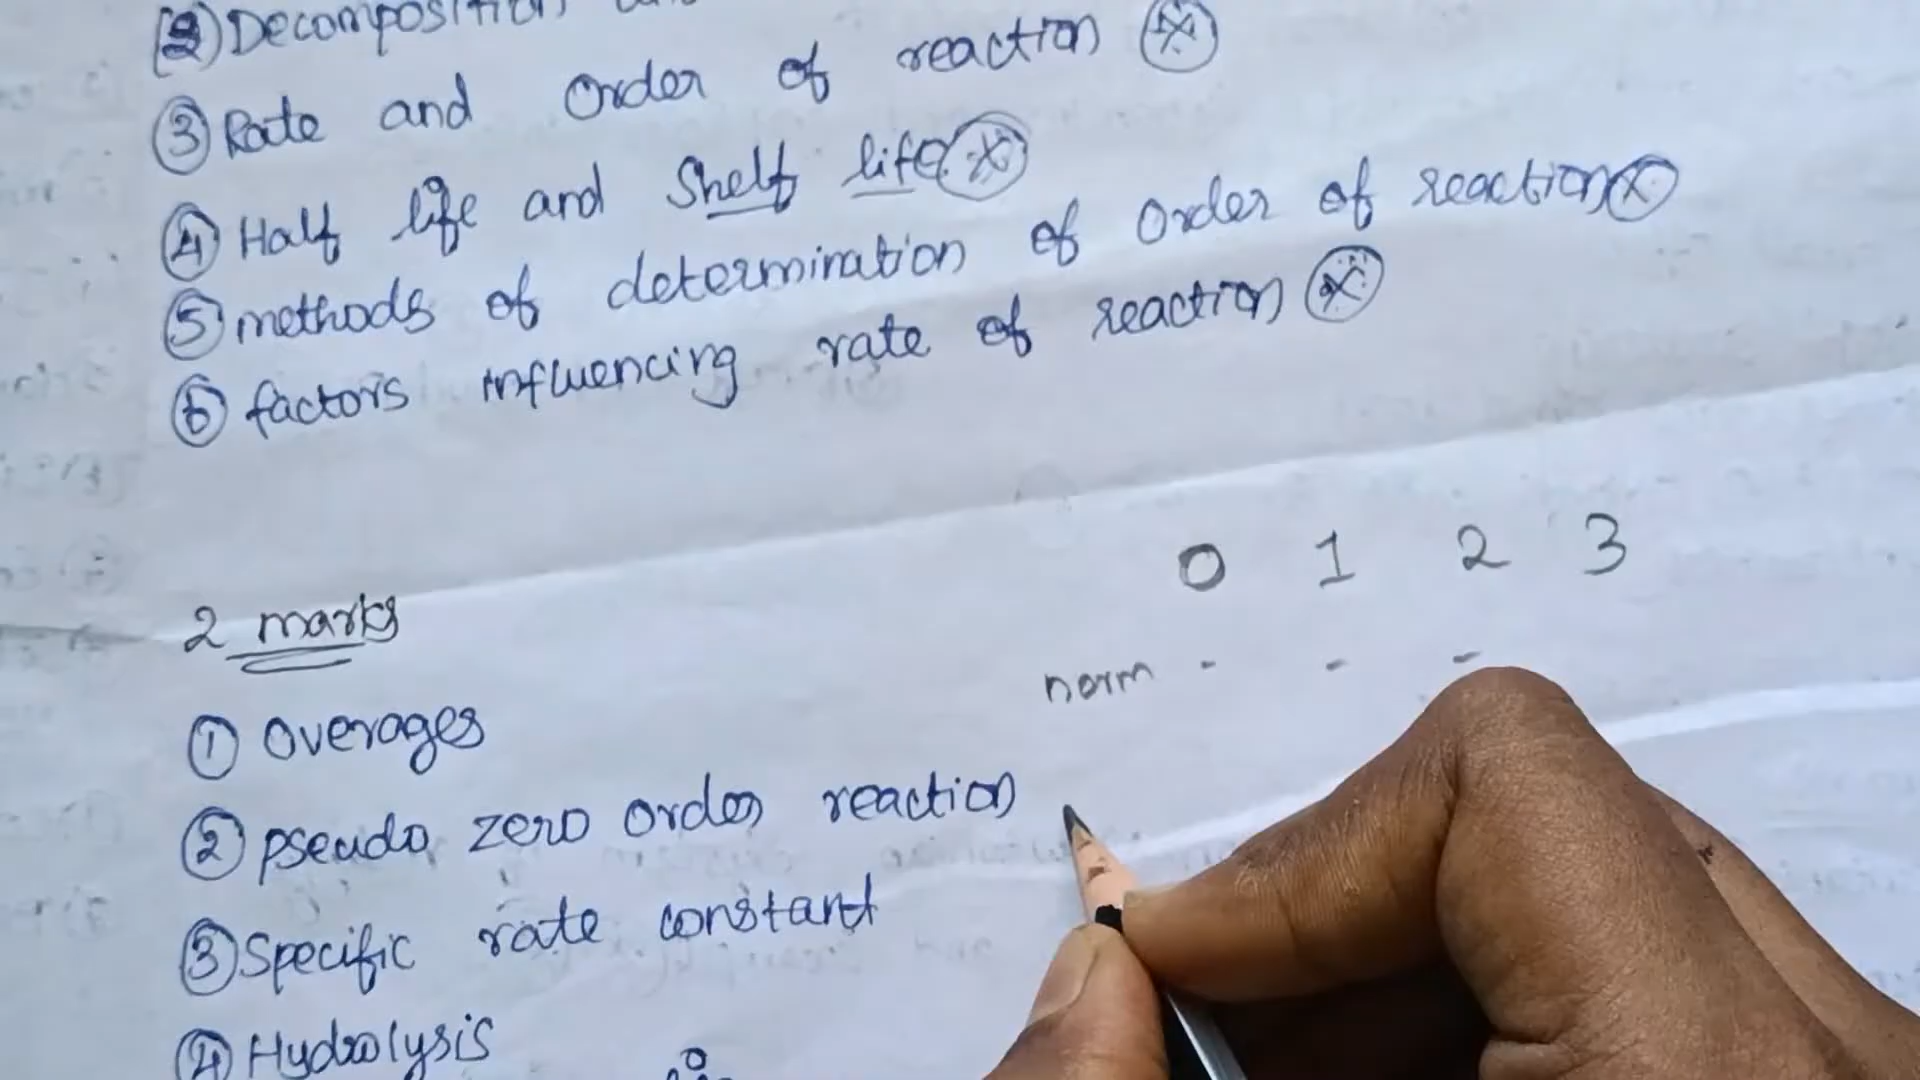 (2) Decomposition
③ Rate and Order of reaction
④ Half life and Shelf life
⑤ methods of determination of Order of reaction
⑥ factors influencing rate of reaction
0 1 2 3
2 marks
norm - - -
① Overages
② pseudo zero order reaction
③ Specific rate constant
④ Hydrolysis